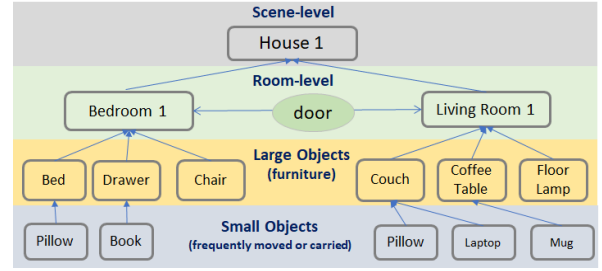 Scene-level
House 1
Room-level
Bedroom 1
door
Living Room 1
Large Objects
(furniture)
Bed
Drawer
Chair
Couch
Coffee
Table
Floor
Lamp
Small Objects
(frequently moved or carried)
Pillow
Book
Pillow
Laptop
Mug